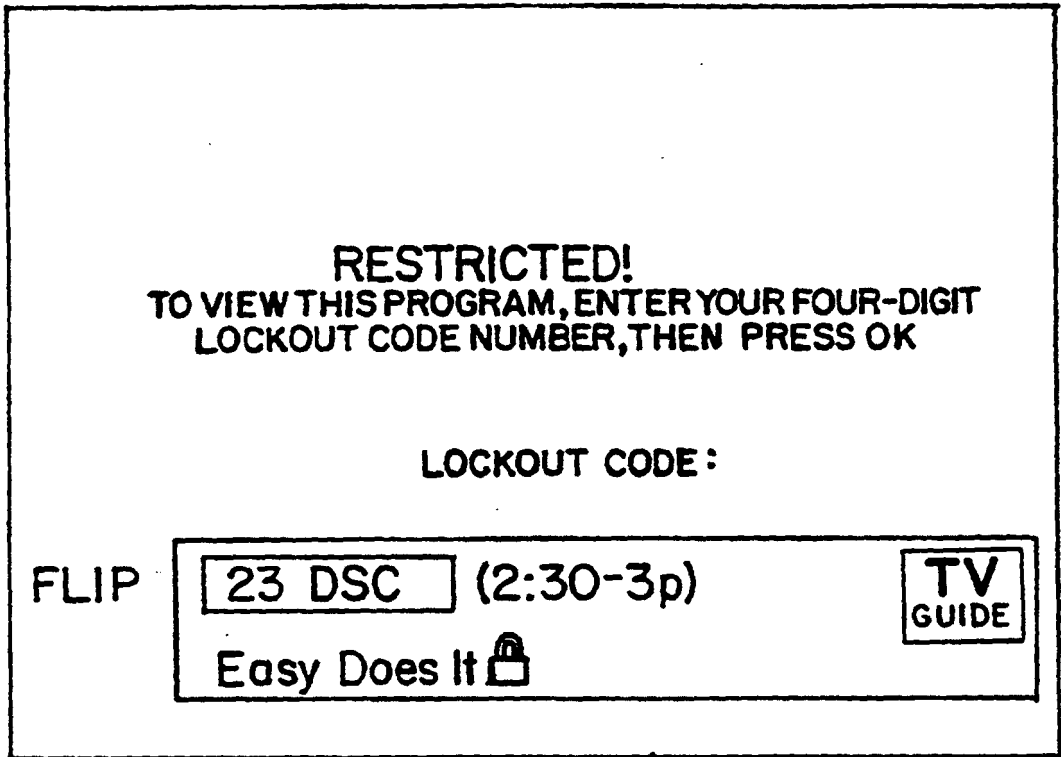 RESTRICTED!
TO VIEW THIS PROGRAM, ENTER YOUR FOUR-DIGIT
LOCKOUT CODE NUMBER, THEN PRESS OK
LOCKOUT CODE:
FLIP
23 DSC (2:30-3p)
TV
GUIDE
Easy Does It